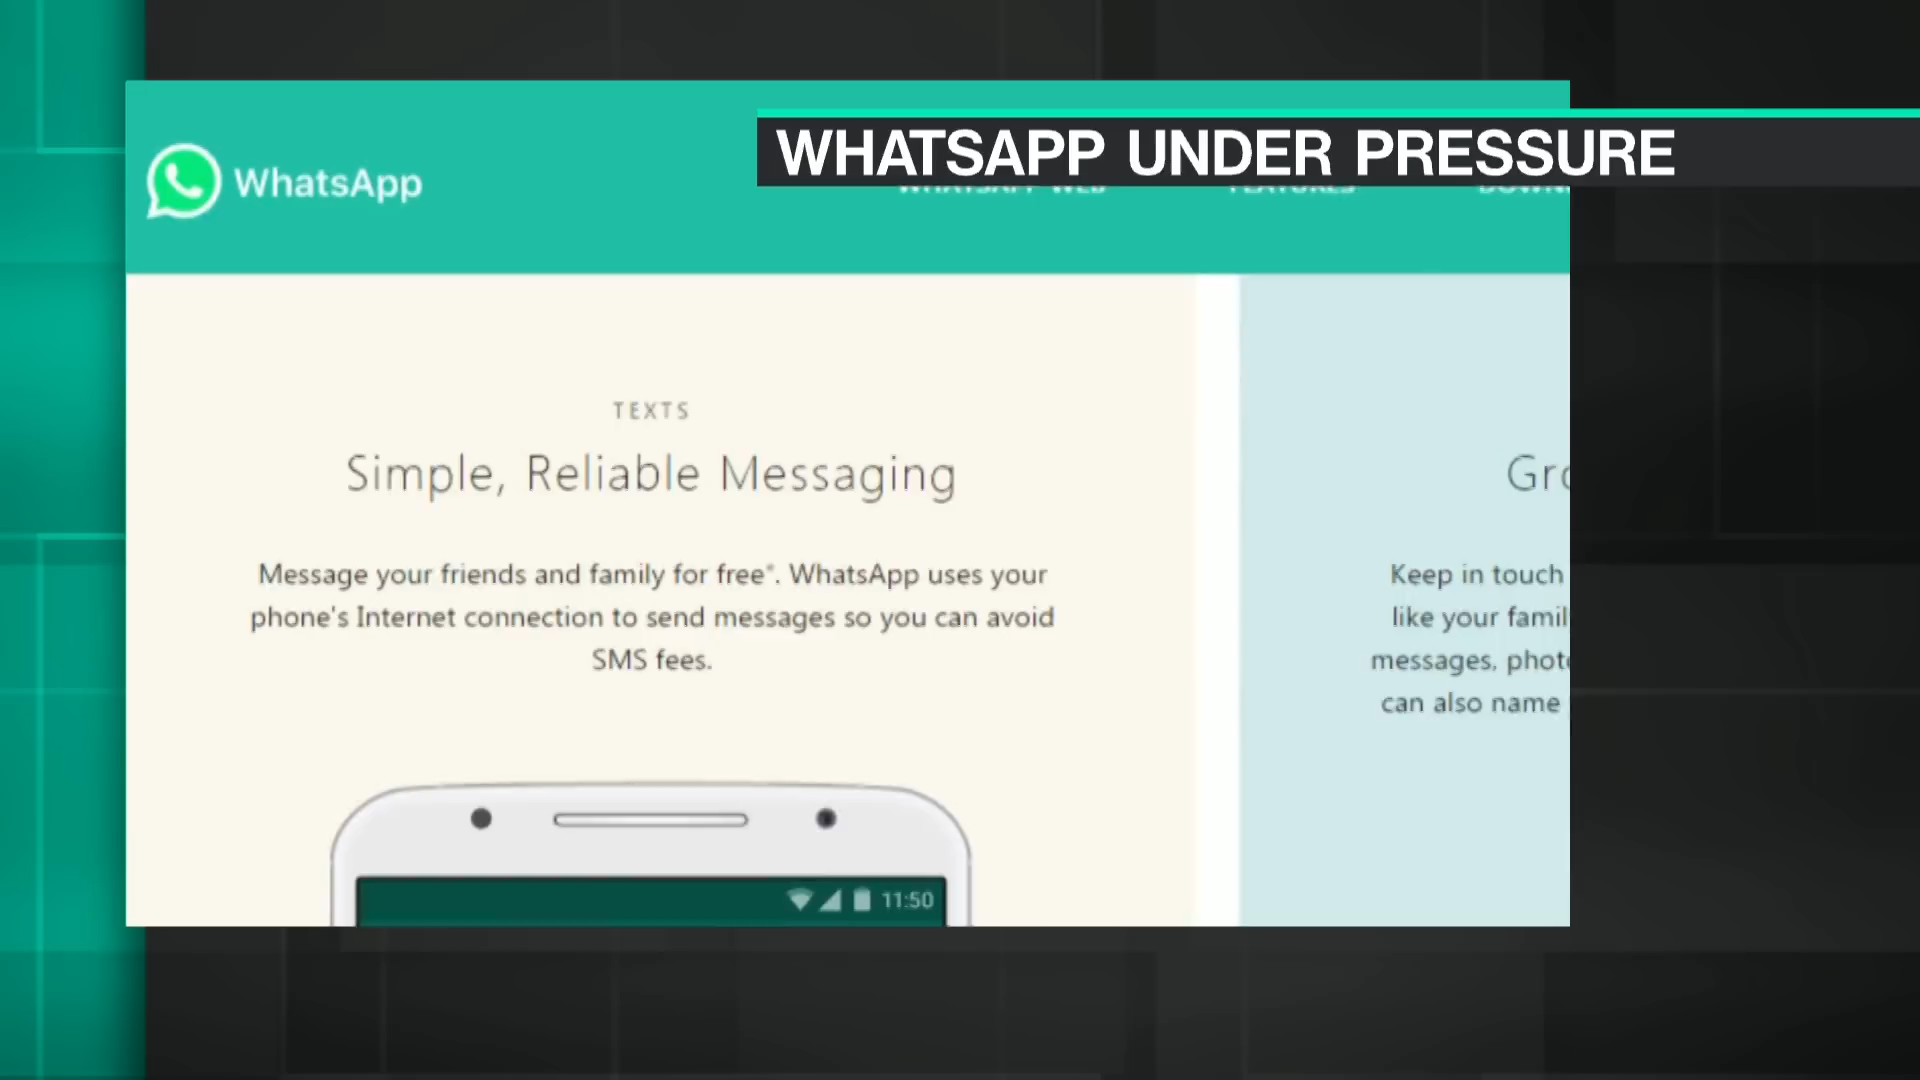 WHATSAPP UNDER PRESSURE
WhatsApp
TEXTS
Simple, Reliable Messaging
Message your friends and family for free*. WhatsApp uses your
phone's Internet connection to send messages so you can avoid
SMS fees.
11:50
Keep in touch
like your
messages,
can also name